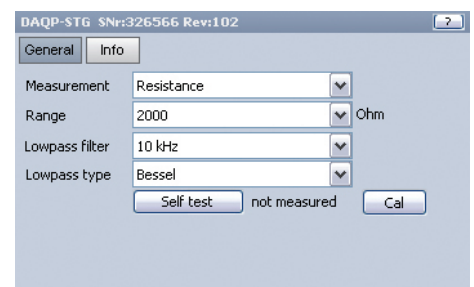 DAQP-STG SNr:326566 Rev:102 ?
General Info
Measurement Resistance
Range 2000 Ohm
Lowpass filter 10 kHz
Lowpass type Bessel
Self test not measured Cal